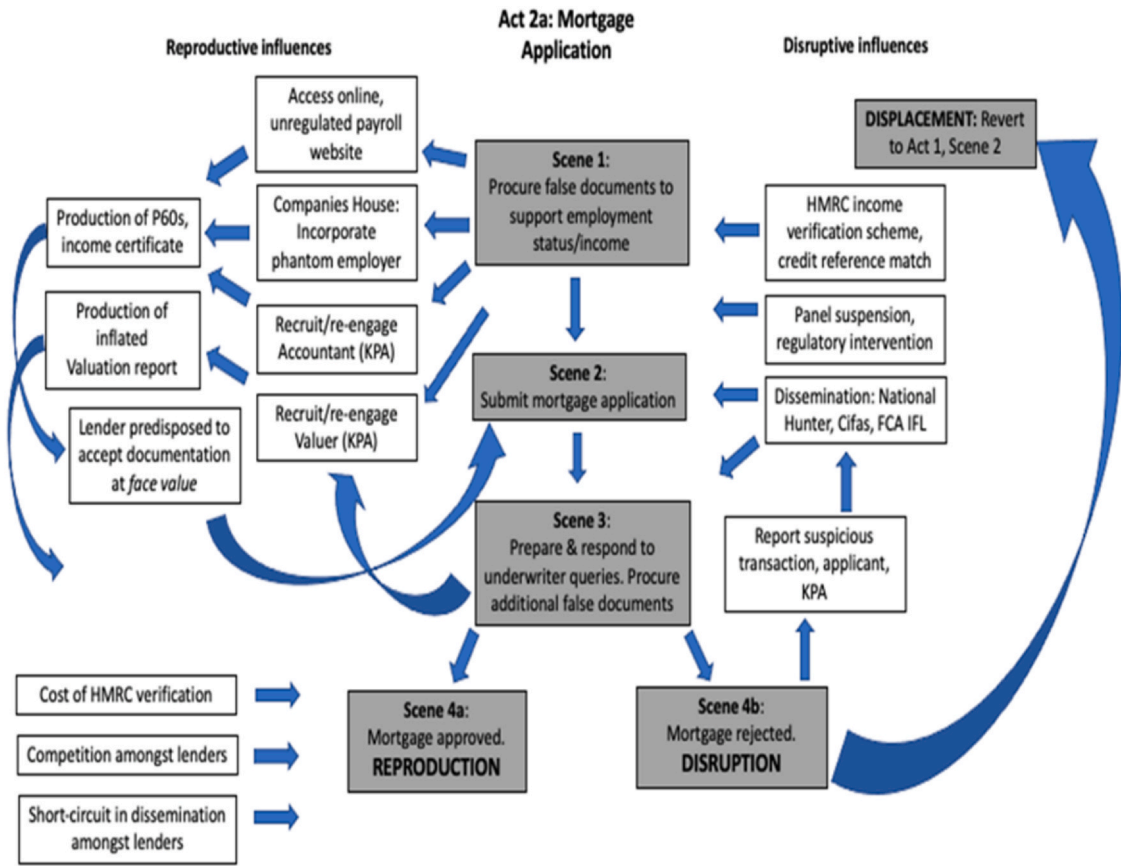 Act 2a: Mortgage
Application
Reproductive influences
Disruptive influences
Access online,
unregulated payroll
website
DISPLACEMENT: Revert
to Act 1, Scene 2
Scene 1:
Procure false documents to
support employment
status/income
Production of P60s,
income certificate
Companies House:
Incorporate
phantom employer
HMRC income
verification scheme,
credit reference match
Production of
inflated
Valuation report
Recruit/re-engage
Accountant (KPA)
Panel suspension,
regulatory intervention
Scene 2:
Submit mortgage application
Dissemination: National
Hunter, Cifas, FCA IFL
Lender predisposed to
accept documentation
at face value
Recruit/re-engage
Valuer (KPA)
Scene 3:
Prepare & respond to
underwriter queries. Procure
additional false documents
Report suspicious
transaction, applicant,
KPA
Cost of HMRC verification
Competition amongst lenders
Short-circuit in dissemination
amongst lenders
Scene 4a:
Mortgage approved.
REPRODUCTION
Scene 4b:
Mortgage rejected.
DISRUPTION